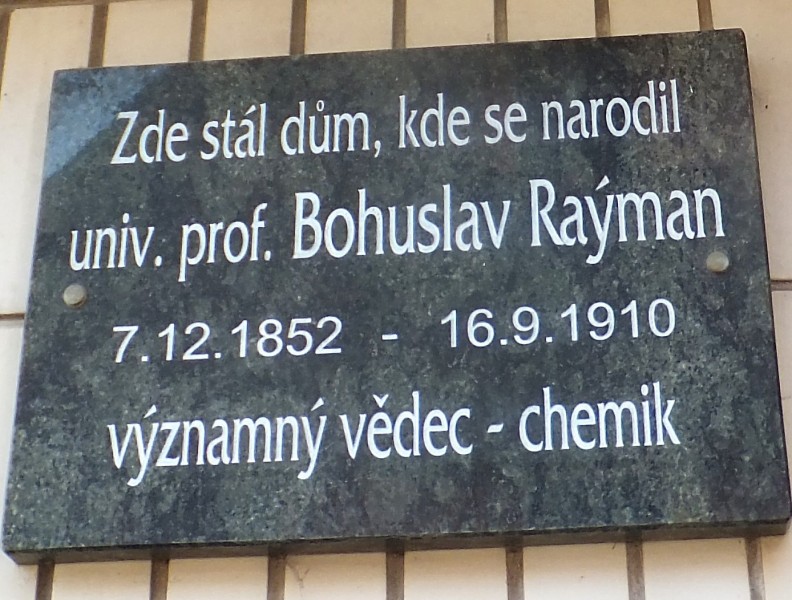 Zde stál dům, kde se narodil
univ. prof. Bohuslav Raýman
7.12.1852 - 16.9.1910
významný vědec - chemik